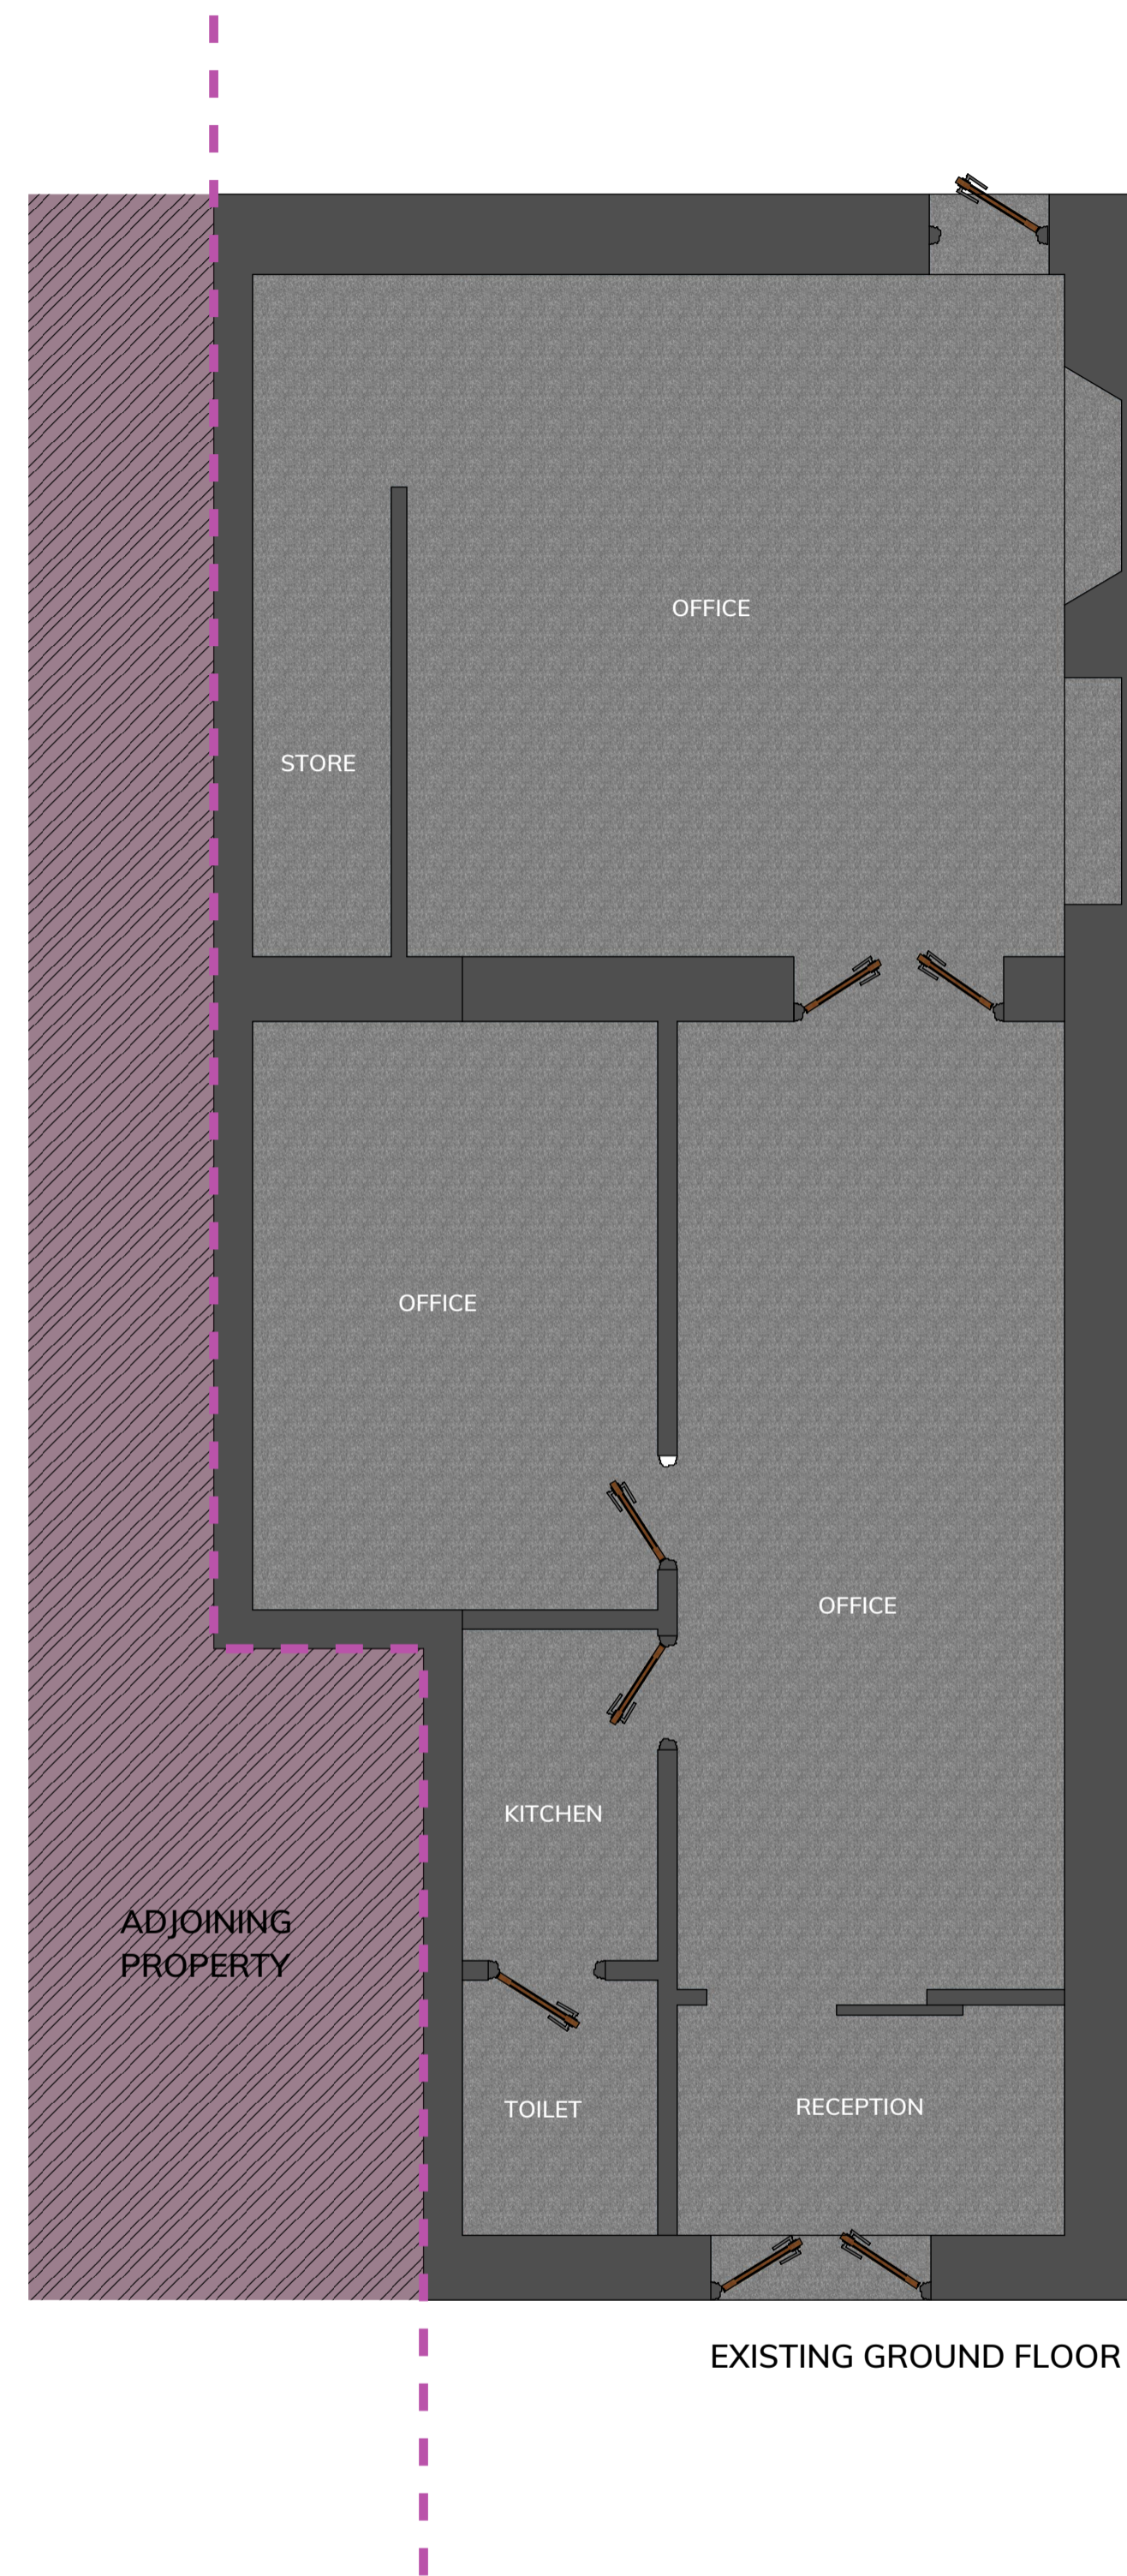 OFFICE
STORE
OFFICE
OFFICE
KITCHEN
ADJOINING
PROPERTY
TOILET
RECEPTION
EXISTING GROUND FLOOR